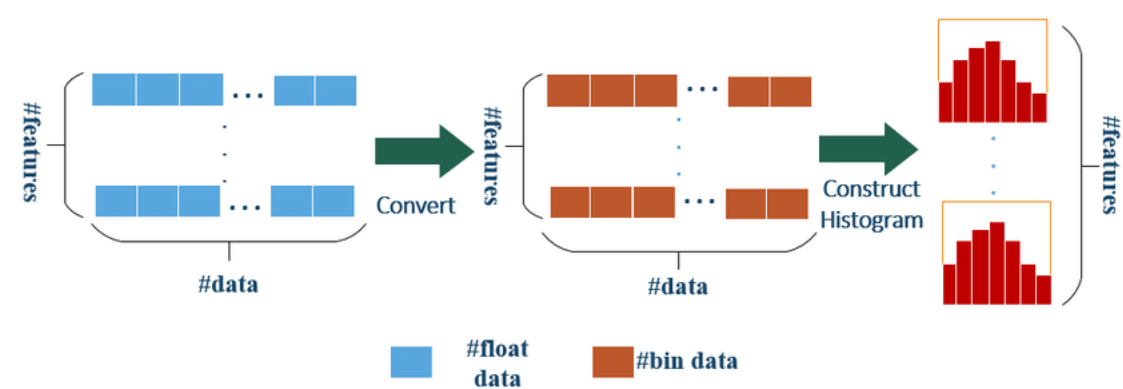 #features
#data
Convert
#features
#data
Construct
Histogram
#features
#float
data
#bin data